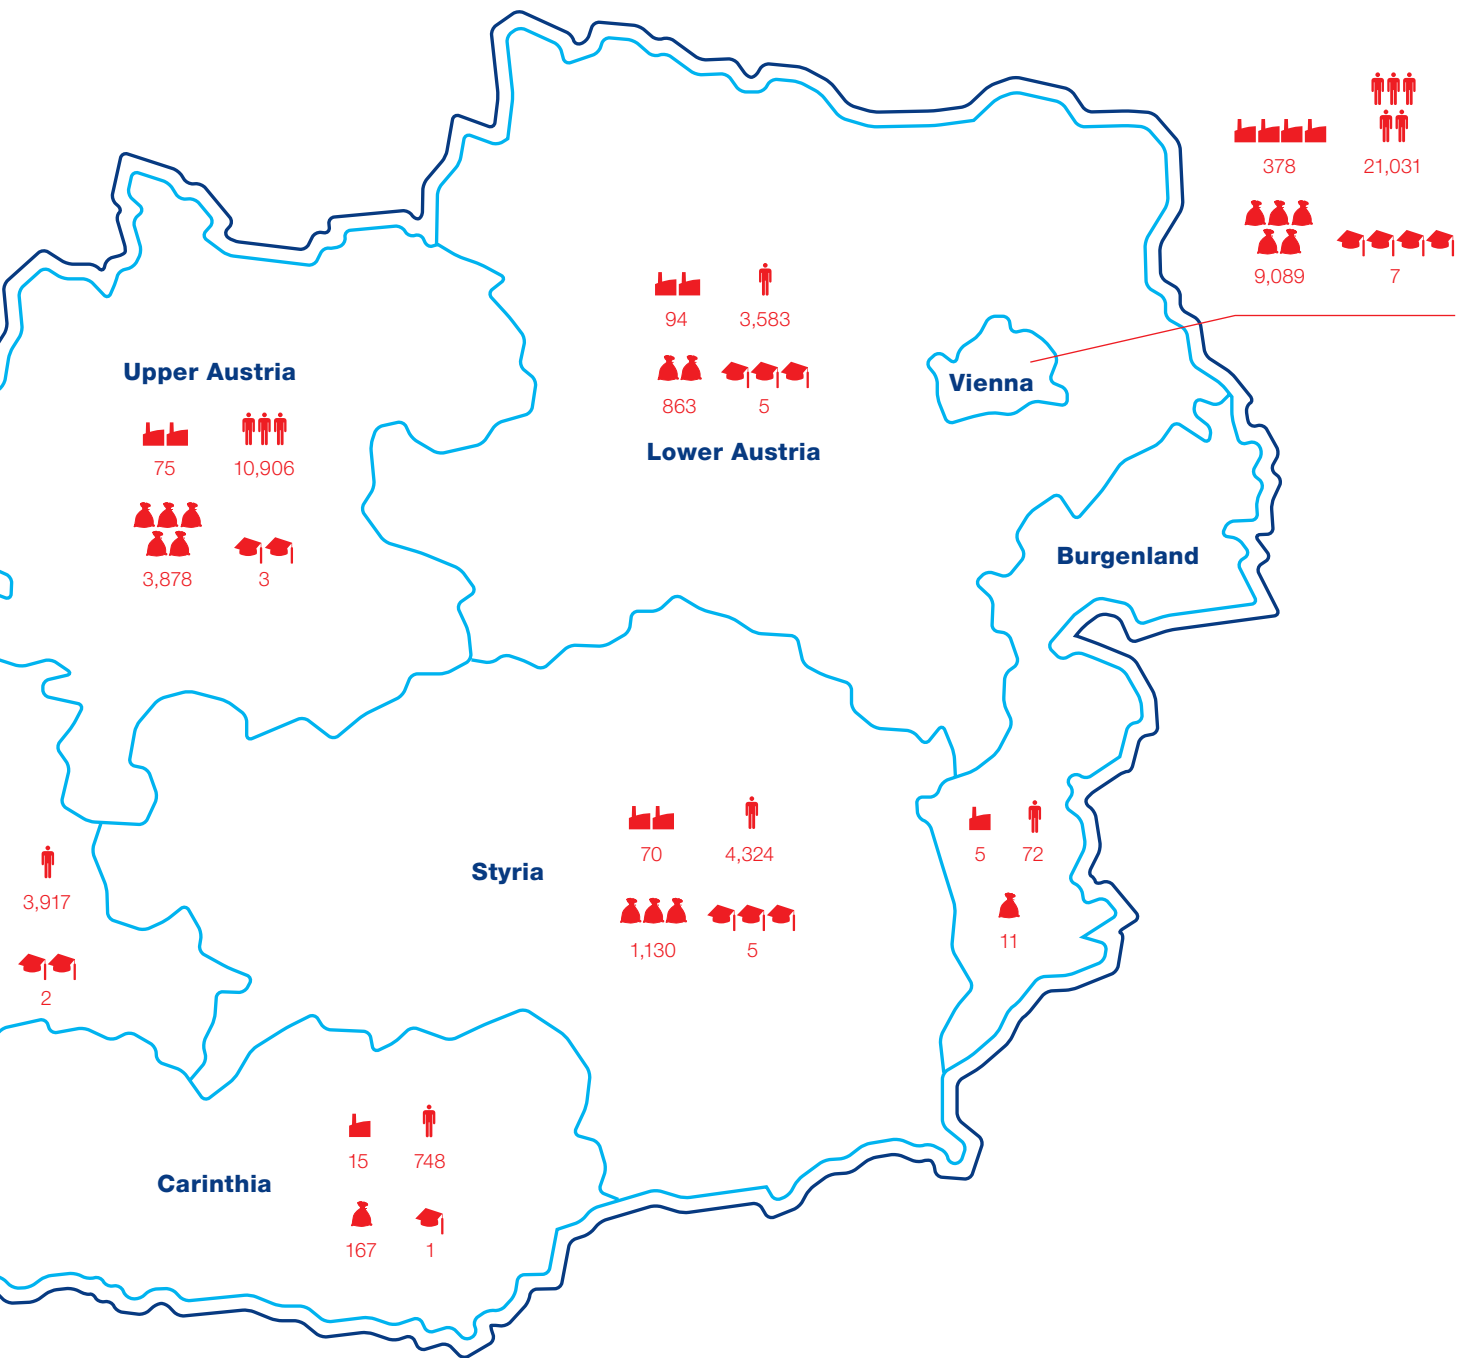 378 21,031
9,089 7
94 3,583
Upper Austria
Vienna
863 5
Lower Austria
75 10,906
Burgenland
3,878 3
70 4,324
5 72
Styria
3,917
11
1,130 5
2
15 748
Carinthia
167 1